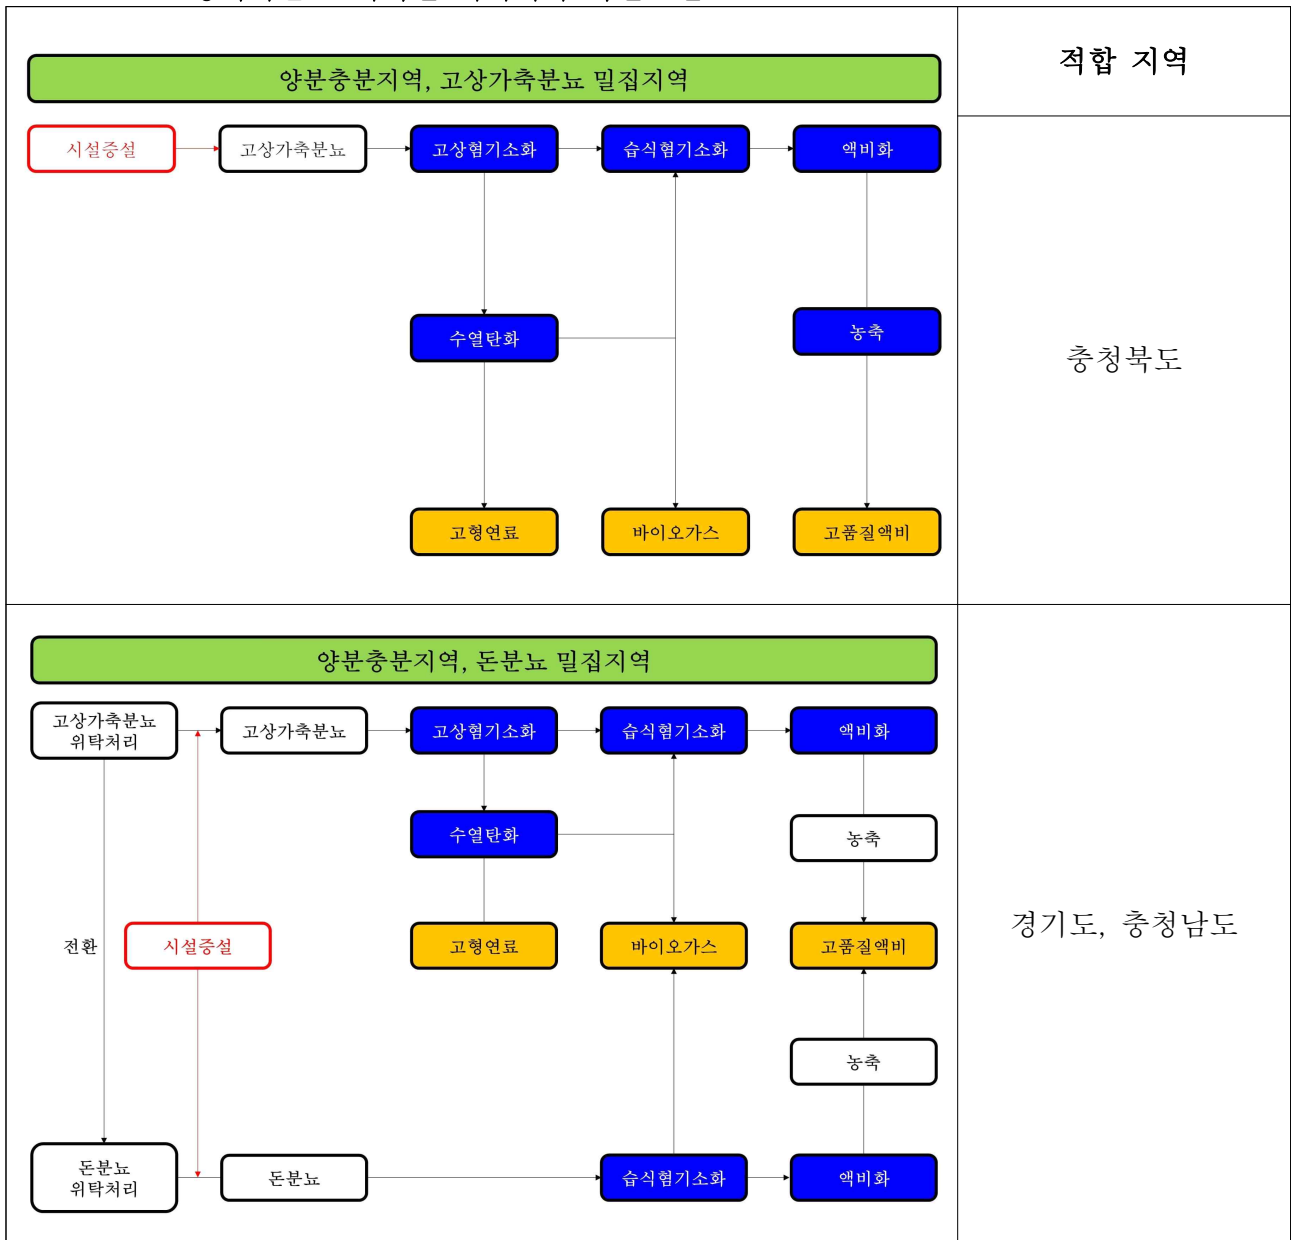 적합 지역
양분충분지역, 고상가축분뇨 밀집지역
시설증설
고상가축분뇨
고상혐기소화
습식혐기소화
액비화
수열탄화
농축
충청북도
고형연료
바이오가스
고품질액비
양분충분지역, 돈분뇨 밀집지역
고상가축분뇨
위탁처리
고상가축분뇨
고상혐기소화
습식혐기소화
액비화
수열탄화
농축
전환
시설증설
고형연료
바이오가스
고품질액비
경기도, 충청남도
농축
돈분뇨
위탁처리
돈분뇨
습식혐기소화
액비화